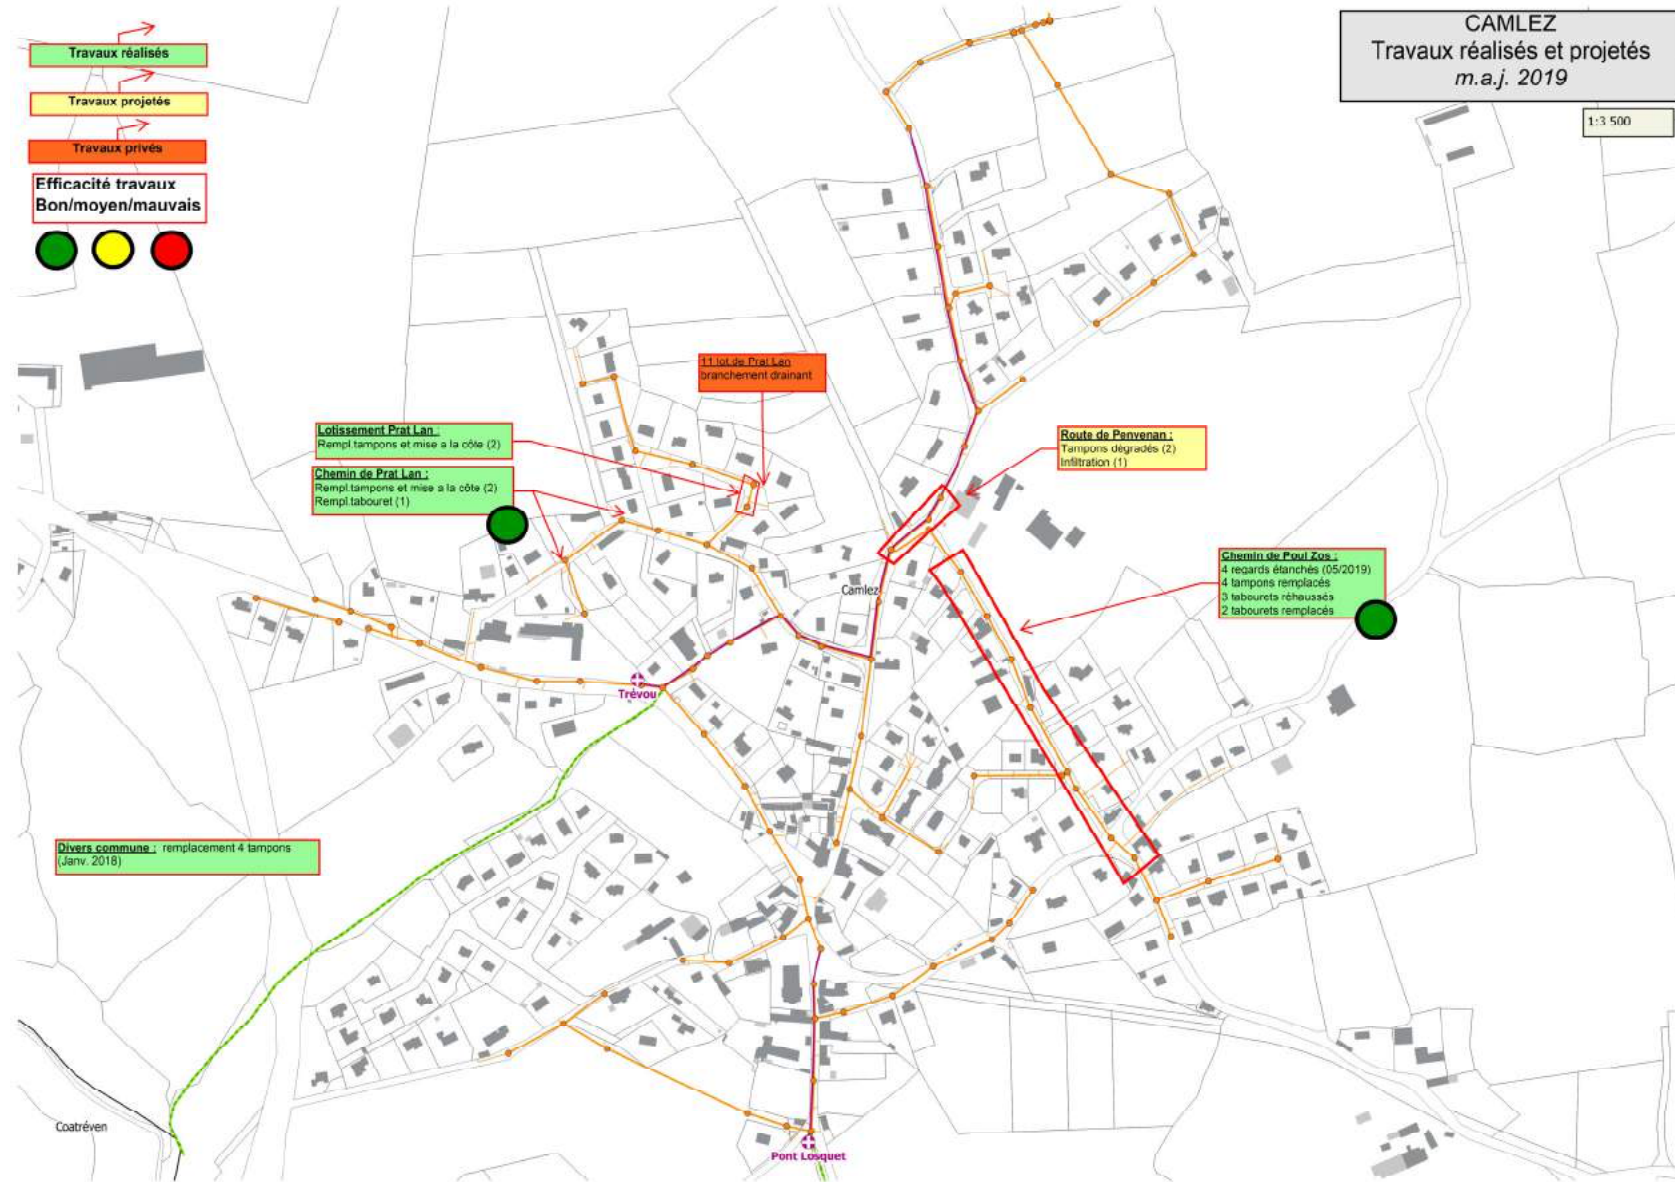 CAMLEZ
Travaux réalisés et projetés
m.a.j. 2019
1:3 500
Travaux réalisés
Travaux projetés
Travaux privés
Efficacité travaux
Bon/moyen/mauvais
11 lot de Prat Lan
branchement drainant
Lotissement Prat Lan :
Rempl.tampons et mise a la côte (2)
Chemin de Prat Lan :
Rempl.tampons et mise a la côte (2)
Rempl.tabouret (1)
Route de Penvenan :
Tampons dégradés (2)
Infiltration (1)
Chemin de Poul Zos :
4 regards étanchés (05/2019)
4 tampons remplacés
3 tabourets réhaussés
2 tabourets remplacés
Camlez
Trévou
Divers commune : remplacement 4 tampons
(Janv. 2018)
Coatréven
Pont Losquet